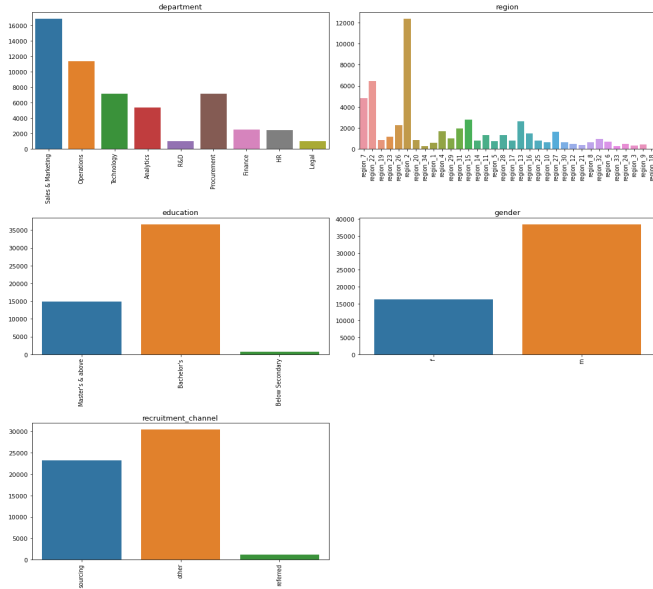 department
16000
14000
12000
10000
8000
6000
4000
2000
0
Sales & Marketing
Operations
Technology
Analytics
R&D
Procurement
Finance
HR
Legal
region
12000
10000
8000
6000
4000
2000
0
region_7
region_22
region_19
region_23
region_26
region_2
region_20
region_34
region_1
region_4
region_29
region_31
region_15
region_14
region_11
region_5
region_28
region_17
region_13
region_16
region_25
region_10
region_27
region_30
region_12
region_21
region_8
region_32
region_6
region_33
region_24
region_3
region_9
region_18
education
35000
30000
25000
20000
15000
10000
5000
0
Master's & above
Bachelor's
Below Secondary
gender
40000
35000
30000
25000
20000
15000
10000
5000
0
f
m
recruitment_channel
30000
25000
20000
15000
10000
5000
0
sourcing
other
referred